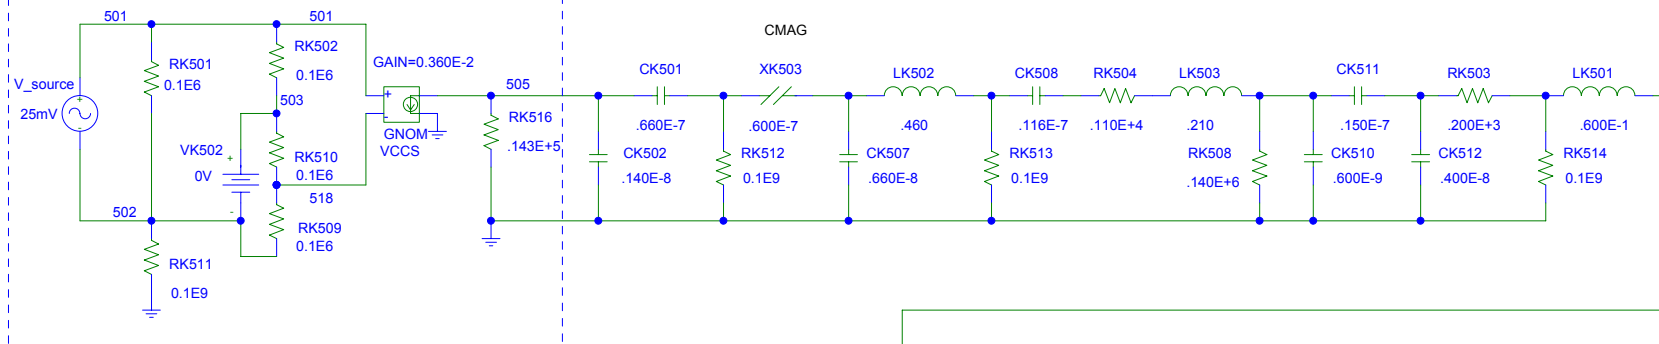 501
501
CMAG
RK502
0.1E6
RK501
0.1E6
GAIN=0.360E-2
CK501
XK503
LK502
CK508
RK504
LK503
CK511
RK503
LK501
V_source
+
-
25mV
503
505
+
-
GNOM
VCCS
RK516
.143E+5
.660E-7
.600E-7
.460
.116E-7
.110E+4
.210
.150E-7
.200E+3
.600E-1
VK502
+
-
0V
RK510
0.1E6
518
CK502
.140E-8
RK512
0.1E9
CK507
.660E-8
RK513
0.1E9
RK508
.140E+6
CK510
.600E-9
CK512
.400E-8
RK514
0.1E9
502
RK509
0.1E6
RK511
0.1E9